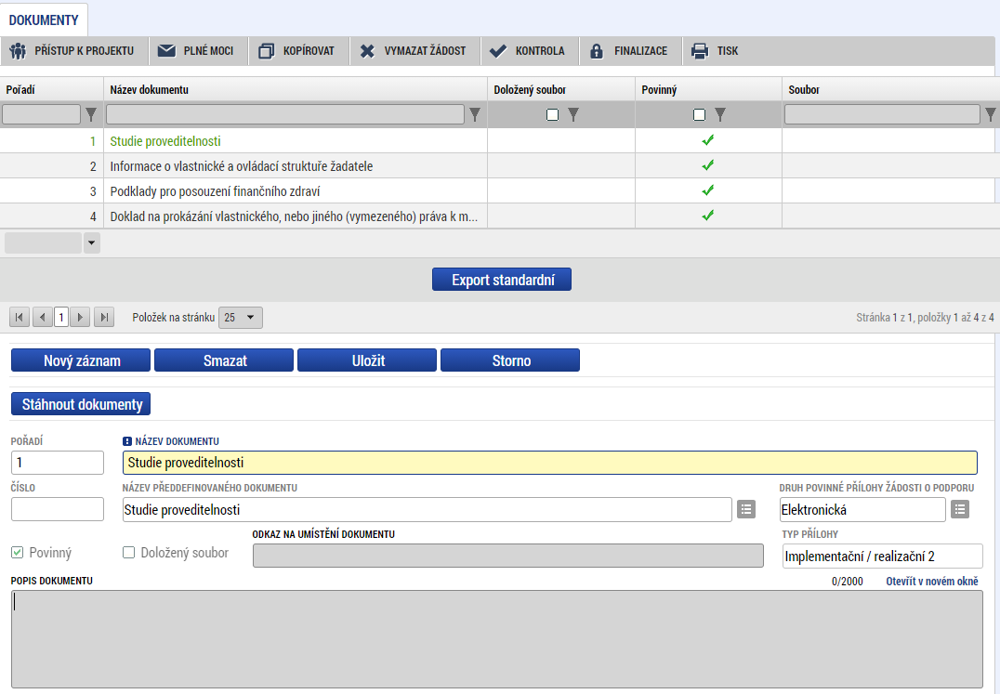 DOKUMENTY
PŘÍSTUP K PROJEKTU PLNÉ MOCI KOPÍROVAT VYMAZAT ŽÁDOST KONTROLA FINALIZACE TISK
Pořadí Název dokumentu Doložený soubor Povinný Soubor
1 Studie proveditelnosti
2 Informace o vlastnické a ovládací struktuře žadatele
3 Podklady pro posouzení finančního zdraví
4 Doklad na prokázání vlastnického, nebo jiného (vymezeného) práva k m...
Export standardní
1 Položek na stránku 25 Stránka 1 z 1, položky 1 až 4 z 4
Nový záznam Smazat Uložit Storno
Stáhnout dokumenty
POŘADÍ NÁZEV DOKUMENTU
1 Studie proveditelnosti
ČÍSLO NÁZEV PŘEDDEFINOVANÉHO DOKUMENTU DRUH POVINNÉ PŘÍLOHY ŽÁDOSTI O PODPORU
Studie proveditelnosti Elektronická
ODKAZ NA UMÍSTĚNÍ DOKUMENTU TYP PŘÍLOHY
Povinný Doložený soubor Implementační / realizační 2
POPIS DOKUMENTU 0/2000 Otevřít v novém okně